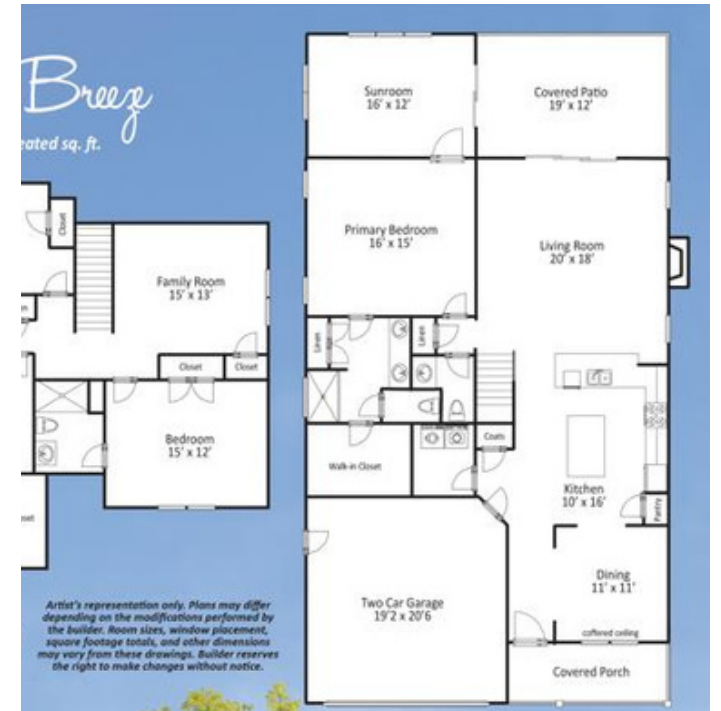 Breeze
eated sq. ft.
Sunroom
16' x 12'
Covered Patio
19' x 12'
Closet
Primary Bedroom
16' x 15'
Living Room
20' x 18'
Family Room
15' x 13'
Linen
Linen
Closet
Closet
Bedroom
15' x 12'
Coats
Walk-in Closet
Kitchen
10' x 16'
Pantry
set
Dining
11' x 11'
coffered ceiling
Two Car Garage
19'2 x 20'6
Covered Porch
Artist's representation only. Plans may differ
depending on the modifications performed by
the builder. Room sizes, window placement,
square footage totals, and other dimensions
may vary from these drawings. Builder reserves
the right to make changes without notice.